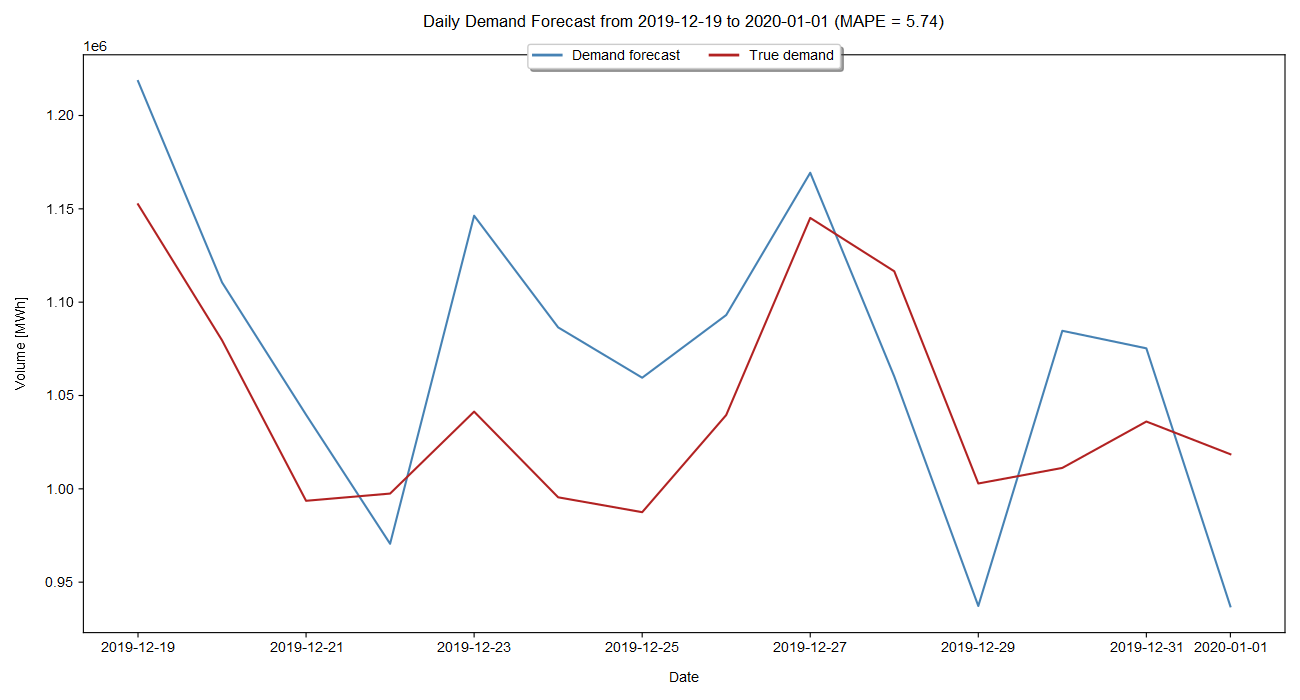 Daily Demand Forecast from 2019-12-19 to 2020-01-01 (MAPE = 5.74)
1e6
Demand forecast True demand
1.20
1.15
1.10
1.05
1.00
0.95
Volume [MWh]
2019-12-19 2019-12-21 2019-12-23 2019-12-25 2019-12-27 2019-12-29 2019-12-31 2020-01-01
Date